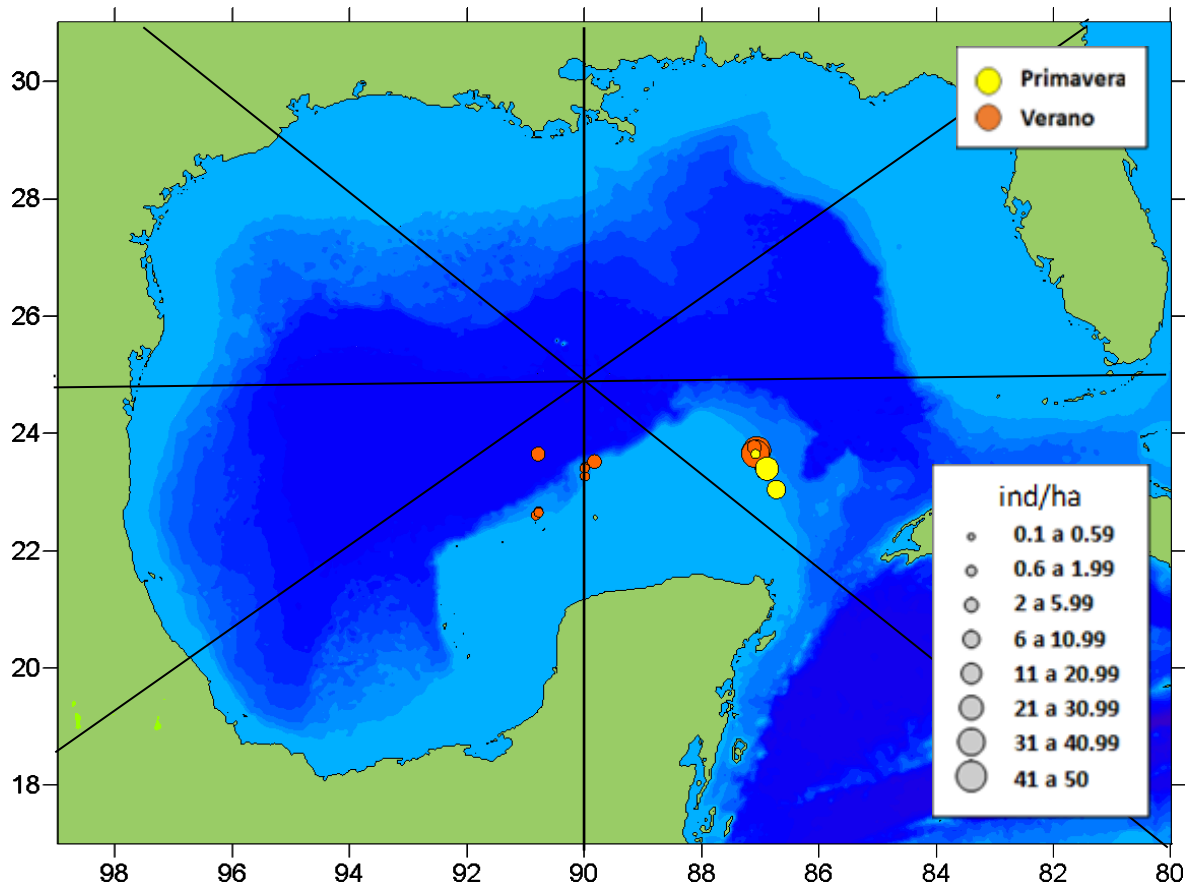 30
28
26
24
22
20
18
Primavera
Verano
ind/ha
0.1 a 0.59
0.6 a 1.99
2 a 5.99
6 a 10.99
11 a 20.99
21 a 30.99
31 a 40.99
41 a 50
98 96 94 92 90 88 86 84 82 80